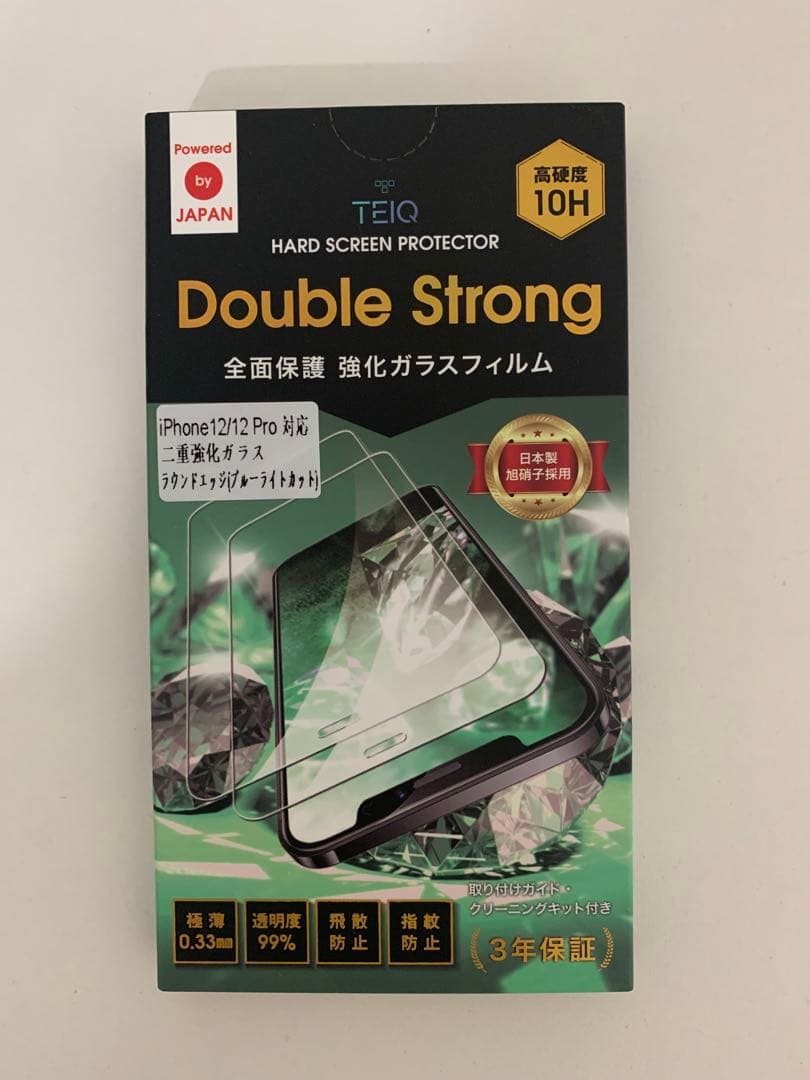 Powered
by
JAPAN
TEIQ
高硬度
10H
HARD SCREEN PROTECTOR
Double Strong
全面保護 強化ガラスフィルム
iPhone12/12 Pro 対応
二重強化ガラス
ラウンドエッジ(ブルーライトカット)
日本製
旭硝子採用
取り付けガイド・
クリーニングキット付き
極薄
0.33mm
透明度
99%
飛散
防止
指紋
防止
3年保証